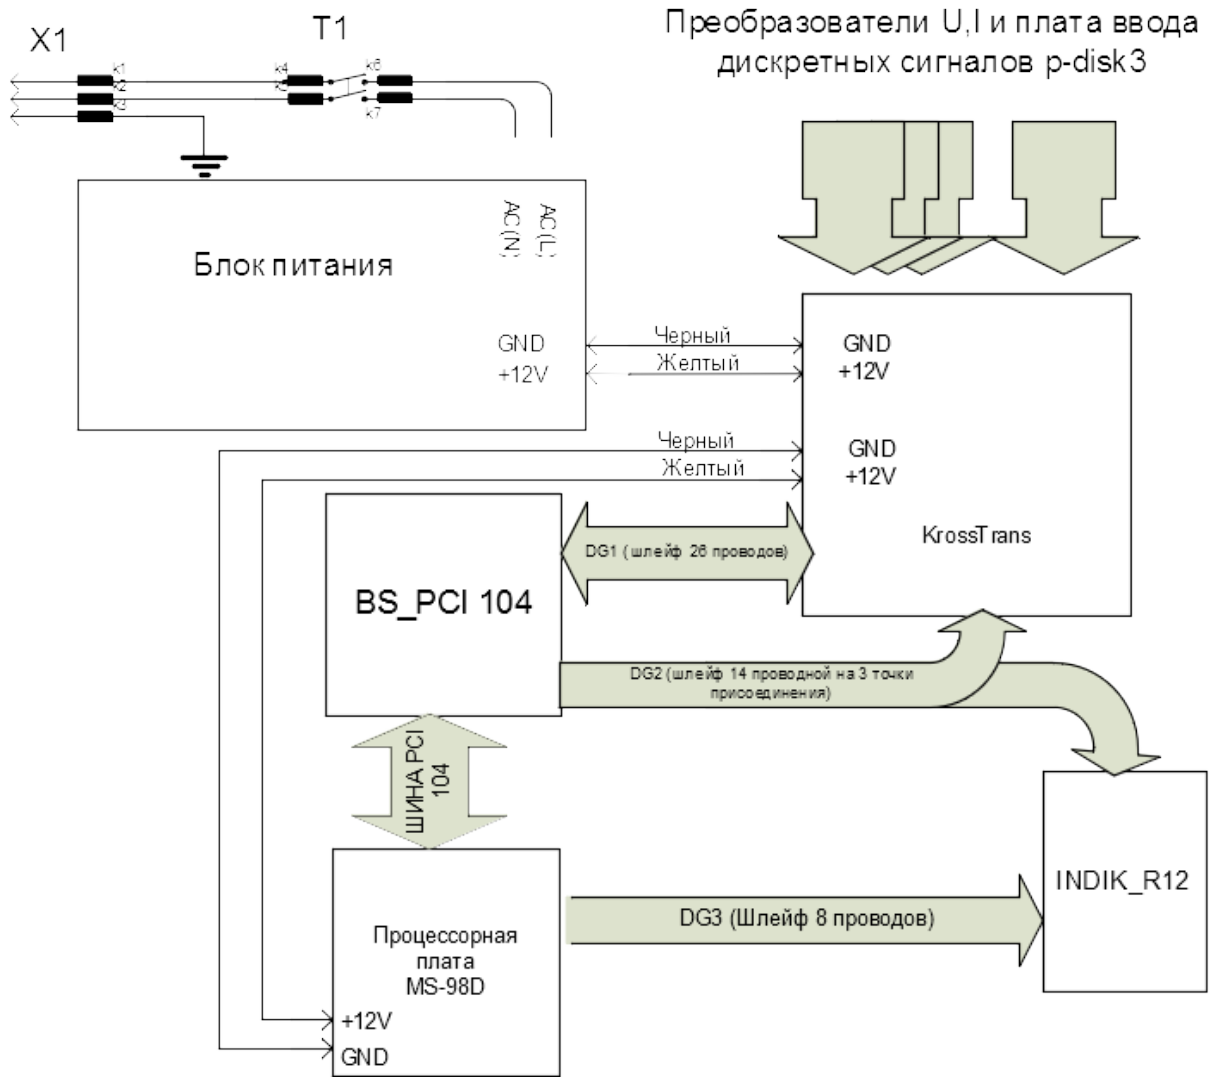 X1
T1
Преобразователи U,I и плата ввода
дискретных сигналов p-disk3
k1
k2
k3
k4
k5
k6
k7
AC(N)
AC(L)
Блок питания
GND
+12V
Черный
Желтый
GND
+12V
Черный
Желтый
GND
+12V
KrossTrans
DG1 ( шлейф 26 проводов)
BS_PCI 104
DG2 (шлейф 14 проводной на 3 точки
присоединения)
ШИНА PCI
104
INDIK_R12
DG3 (Шлейф 8 проводов)
Процессорная
плата
MS-98D
+12V
GND